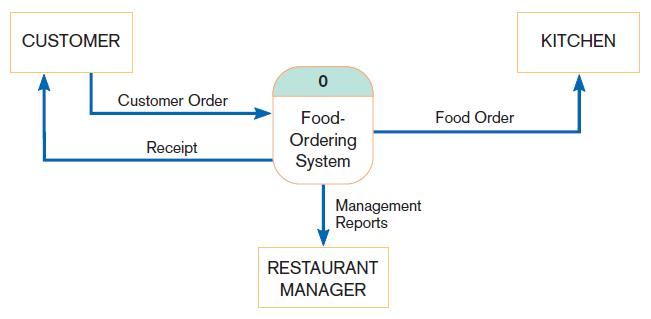 CUSTOMER
KITCHEN
0
Customer Order
Food-
Ordering
System
Food Order
Receipt
Management
Reports
RESTAURANT
MANAGER